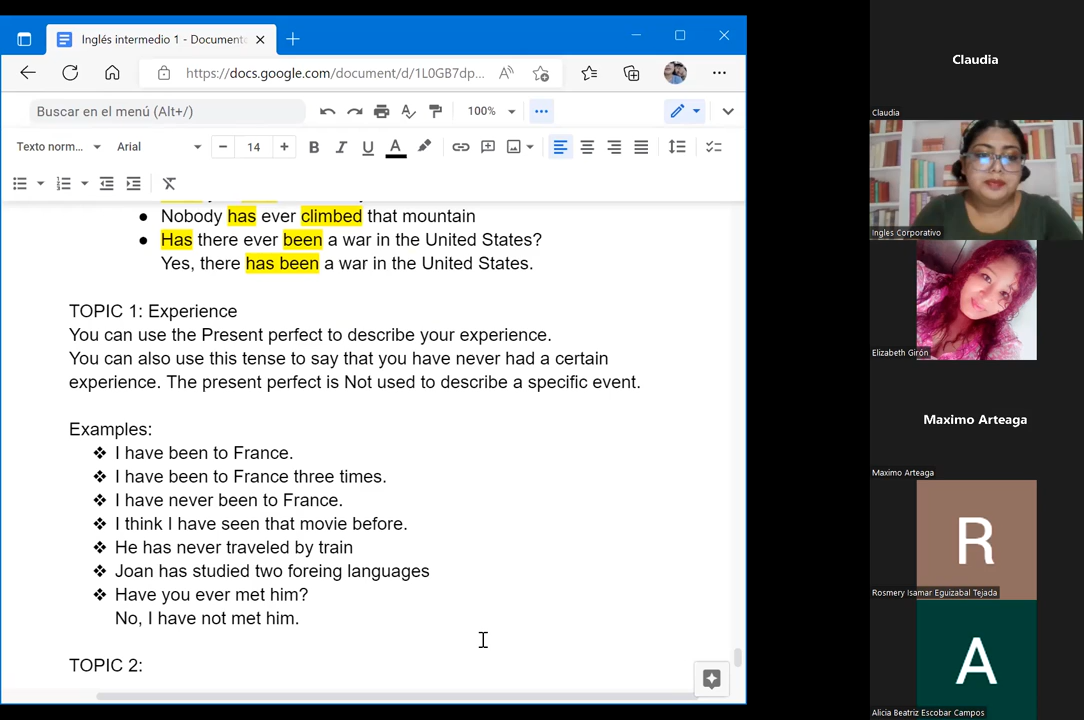 Inglés intermedio 1 - Documento
https://docs.google.com/document/d/1L0GB7dp...
Buscar en el menú (Alt+/)
100%
Texto norm...
Arial
14
Nobody has ever climbed that mountain
Has there ever been a war in the United States?
Yes, there has been a war in the United States.
TOPIC 1: Experience
You can use the Present perfect to describe your experience.
You can also use this tense to say that you have never had a certain
experience. The present perfect is Not used to describe a specific event.
Examples:
I have been to France.
I have been to France three times.
I have never been to France.
I think I have seen that movie before.
He has never traveled by train
Joan has studied two foreing languages
Have you ever met him?
No, I have not met him.
TOPIC 2:
Claudia
Claudia
Ingles Corporativo
Elizabeth Girón
Maximo Arteaga
Maximo Arteaga
R
Rosmery Isamar Eguizabal Tejada
A
Alicia Beatriz Escobar Campos